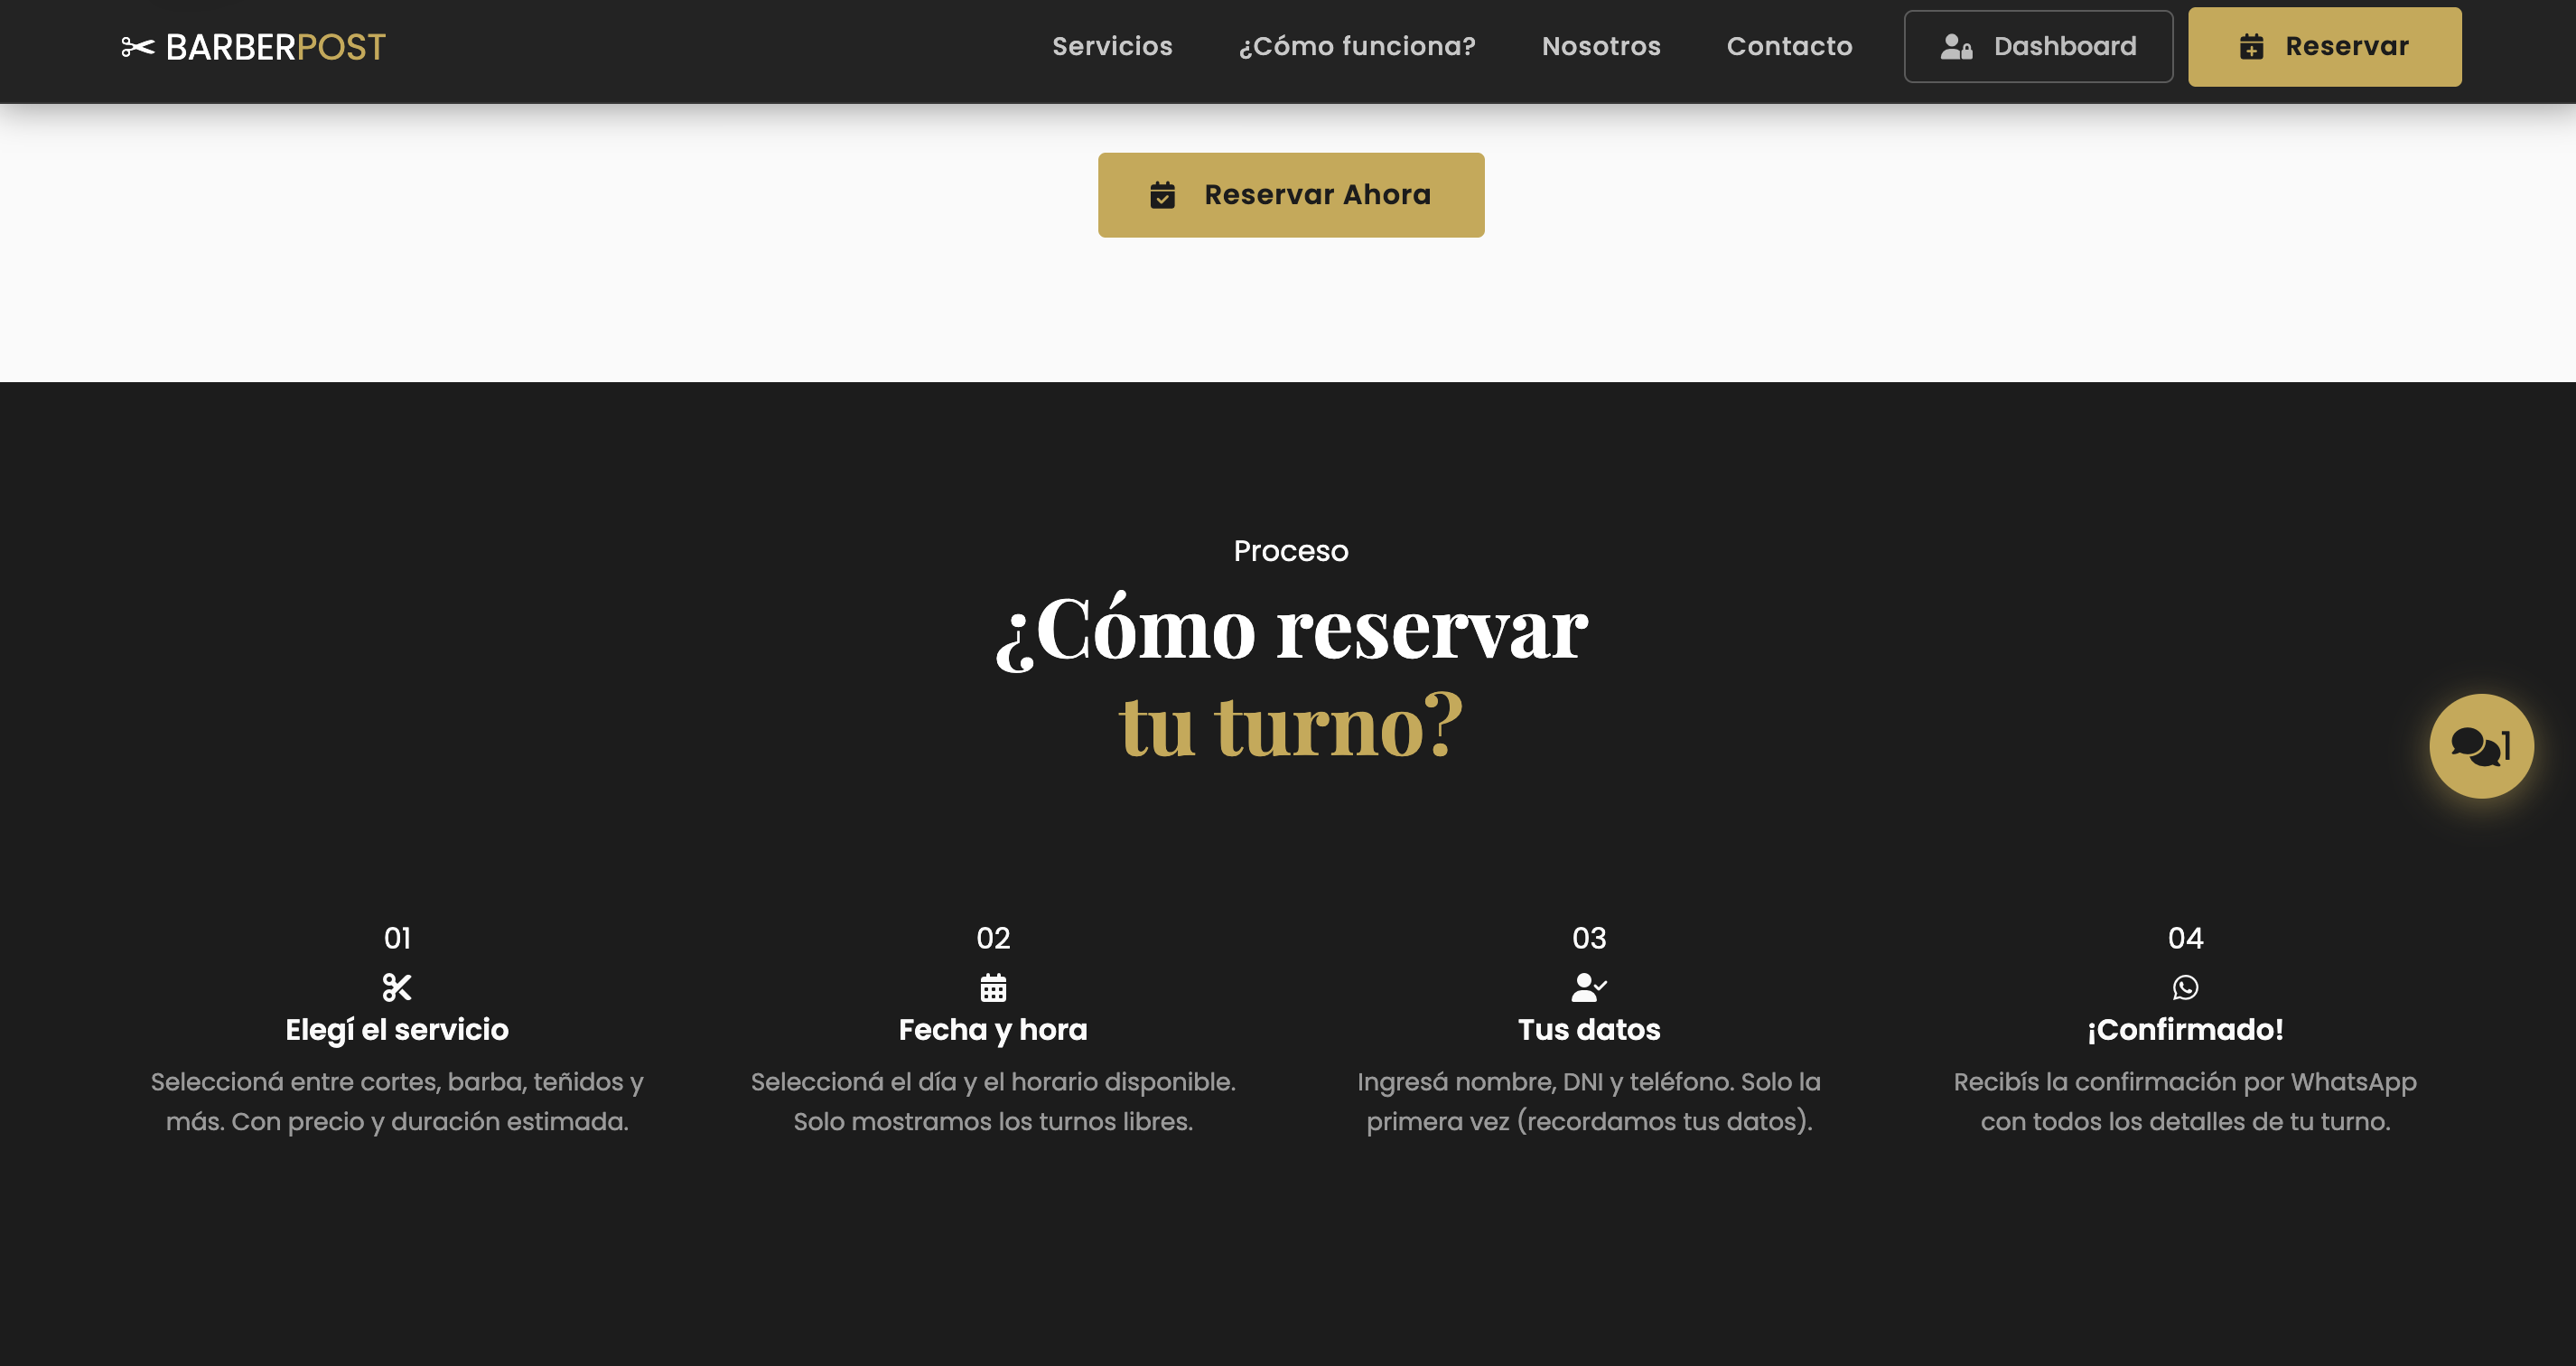 BARBERPOST
Servicios
¿Cómo funciona?
Nosotros
Contacto
Dashboard
Reservar
Reservar Ahora
Proceso
¿Cómo reservar
tu turno?
1
01
Elegí el servicio
Seleccioná entre cortes, barba, teñidos y
más. Con precio y duración estimada.
02
Fecha y hora
Seleccioná el día y el horario disponible.
Solo mostramos los turnos libres.
03
Tus datos
Ingresá nombre, DNI y teléfono. Solo la
primera vez (recordamos tus datos).
04
¡Confirmado!
Recibís la confirmación por WhatsApp
con todos los detalles de tu turno.